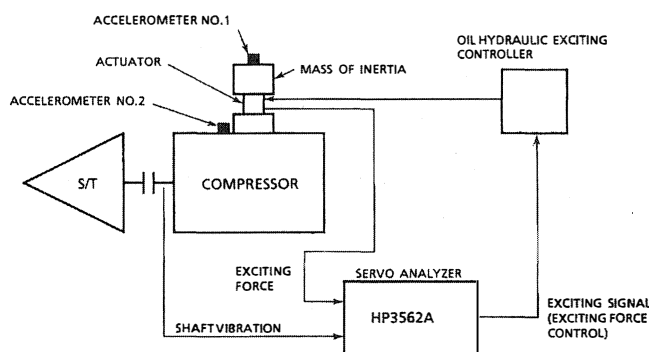 ACCELEROMETER NO.1
OIL HYDRAULIC EXCITING
CONTROLLER
ACTUATOR
MASS OF INERTIA
ACCELEROMETER NO.2
S/T
COMPRESSOR
EXCITING
FORCE
SERVO ANALYZER
HP3562A
EXCITING SIGNAL
(EXCITING FORCE
CONTROL)
SHAFT VIBRATION